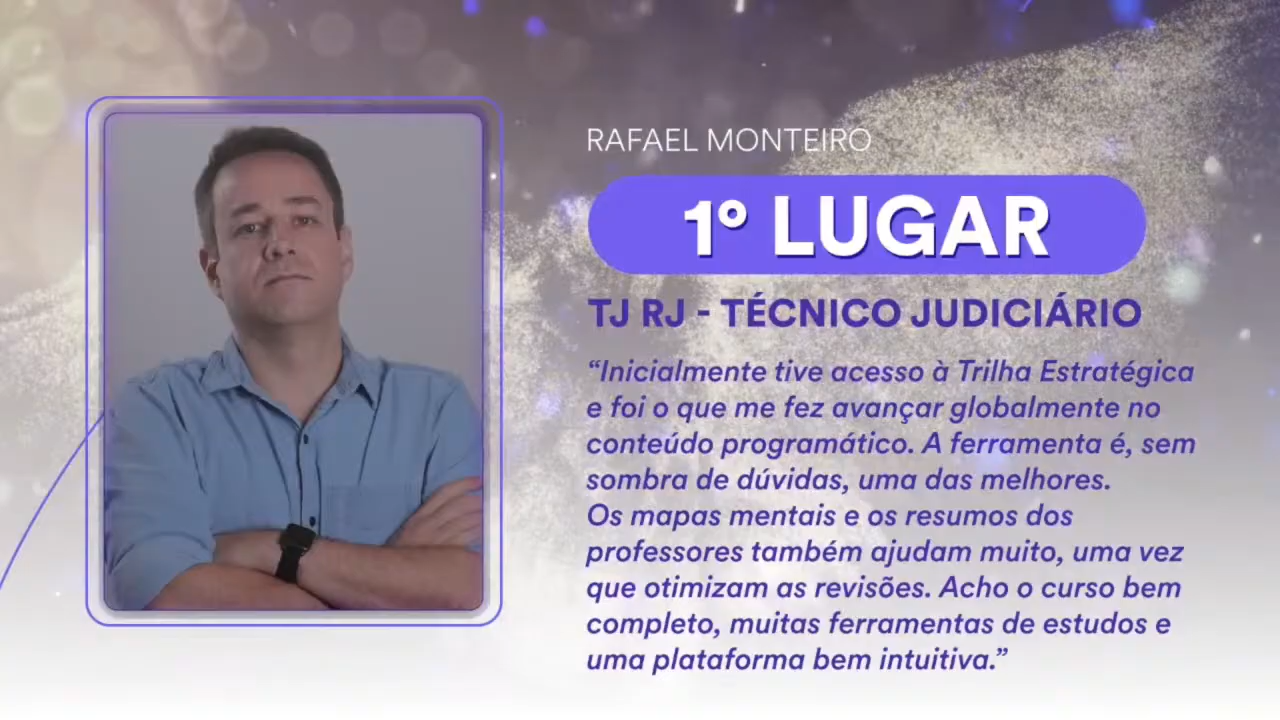 RAFAEL MONTEIRO
1º LUGAR
TJ RJ - TÉCNICO JUDICIÁRIO
“Inicialmente tive acesso à Trilha Estratégica
e foi o que me fez avançar globalmente no
conteúdo programático. A ferramenta é, sem
sombra de dúvidas, uma das melhores.
Os mapas mentais e os resumos dos
professores também ajudam muito, uma vez
que otimizam as revisões. Acho o curso bem
completo, muitas ferramentas de estudos e
uma plataforma bem intuitiva.”